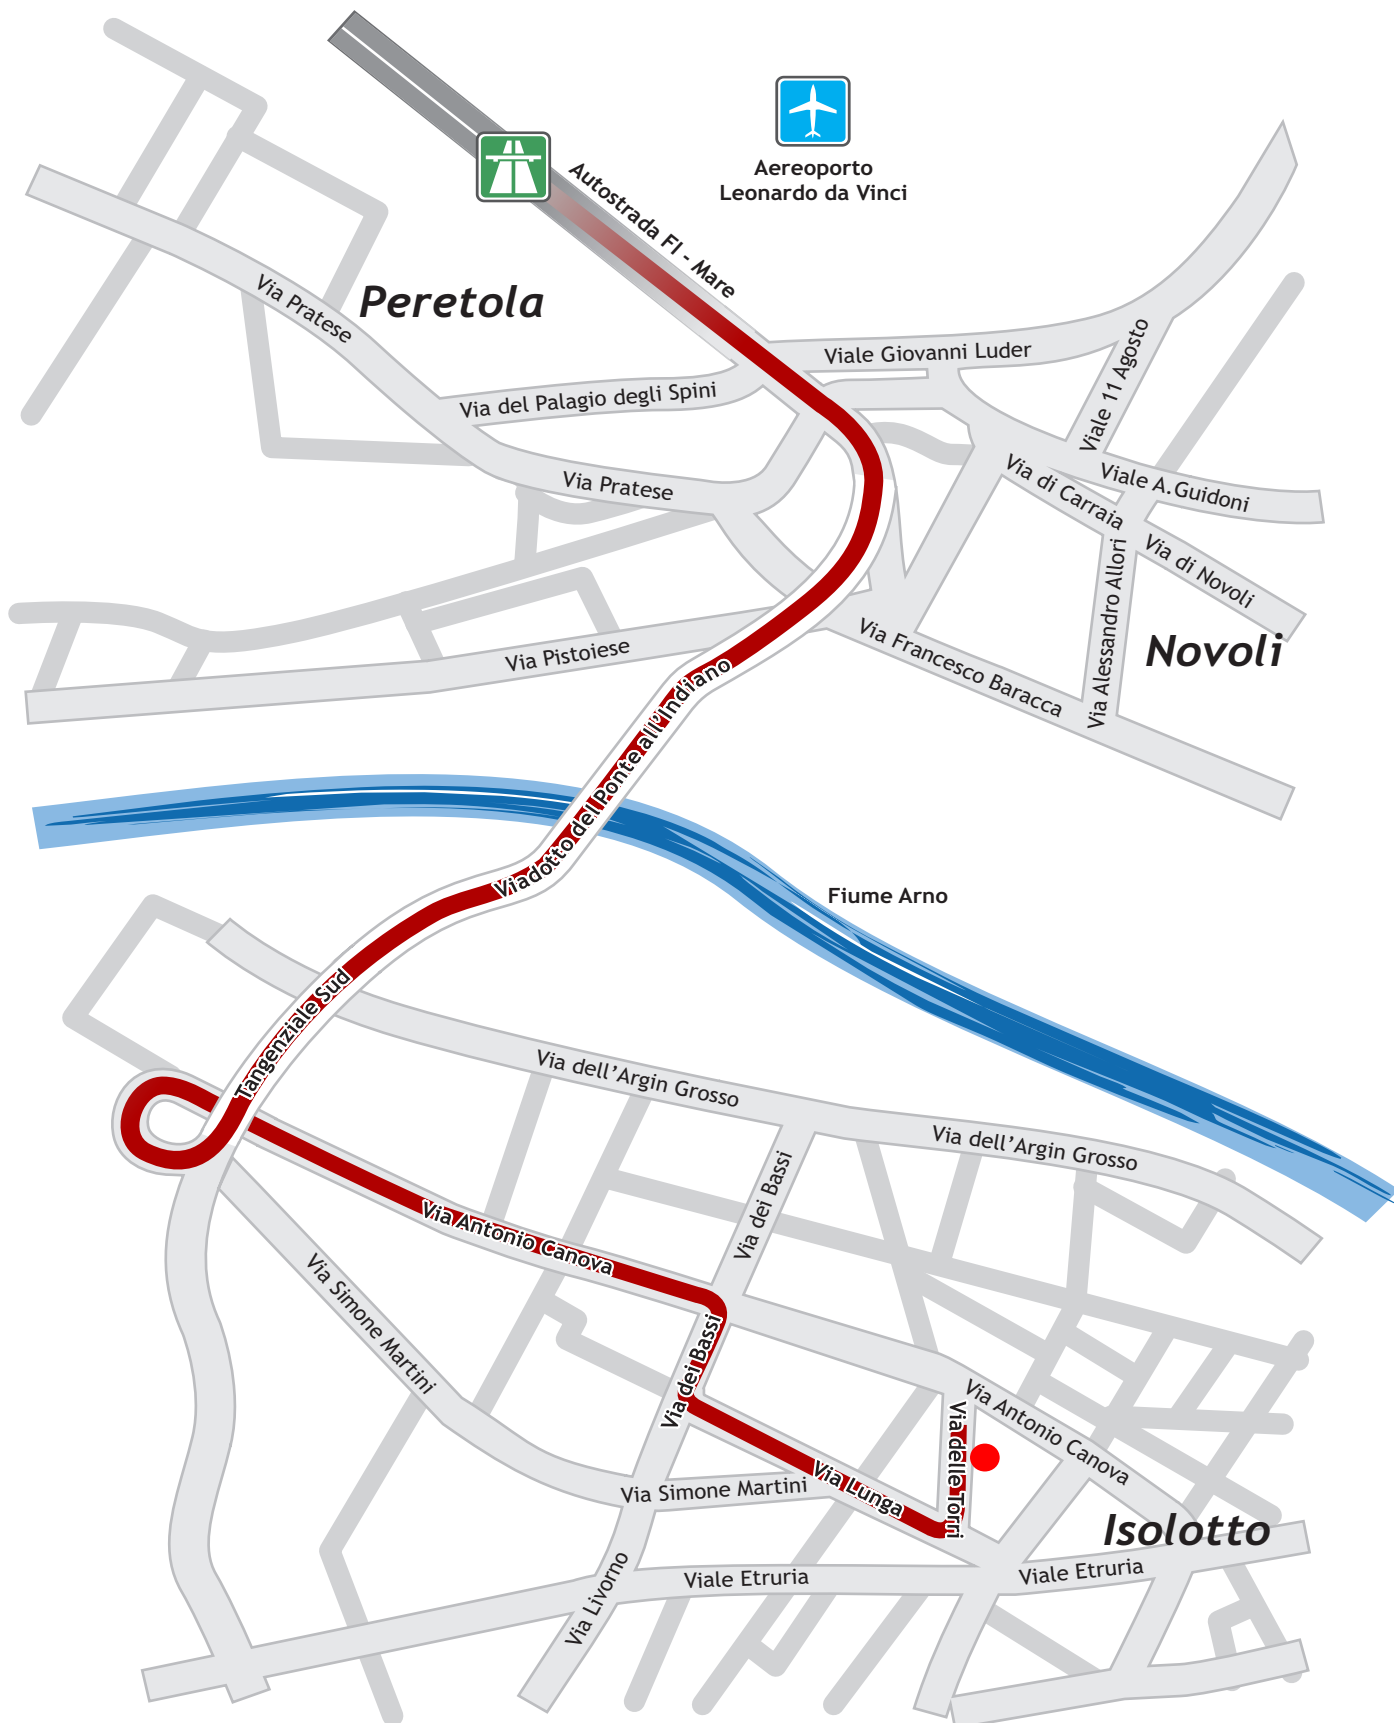 Aereoporto
Leonardo da Vinci
Autostrada FI - Mare
Via Pratese
Peretola
Viale Giovanni Luder
Viale 11 Agosto
Via del Palagio degli Spini
Via Pratese
Via di Carraia
Viale A.Guidoni
Via di Novoli
Via Alessandro Allori
Novoli
Via Pistoiese
Via Francesco Baracca
Viadotto del Ponte all'Indiano
Fiume Arno
Tangenziale Sud
Via dell'Argin Grosso
Via dell'Argin Grosso
Via dei Bassi
Via Antonio Canova
Via Simone Martini
Via dei Bassi
Via Antonio Canova
Via delle Torri
Via Lunga
Via Simone Martini
Isolotto
Viale Etruria
Viale Etruria
Via Livorno